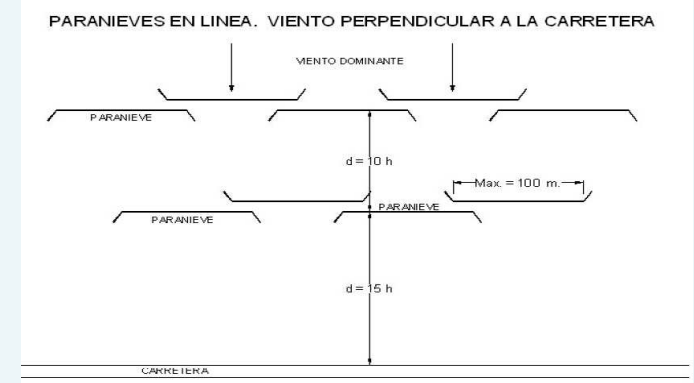 PARANIEVES EN LINEA. VIENTO PERPENDICULAR A LA CARRETERA
VIENTO DOMINANTE
PARANIEVE
d = 10 h
Max. = 100 m.
PARANIEVE
PARANIEVE
d = 15 h
CARRETERA